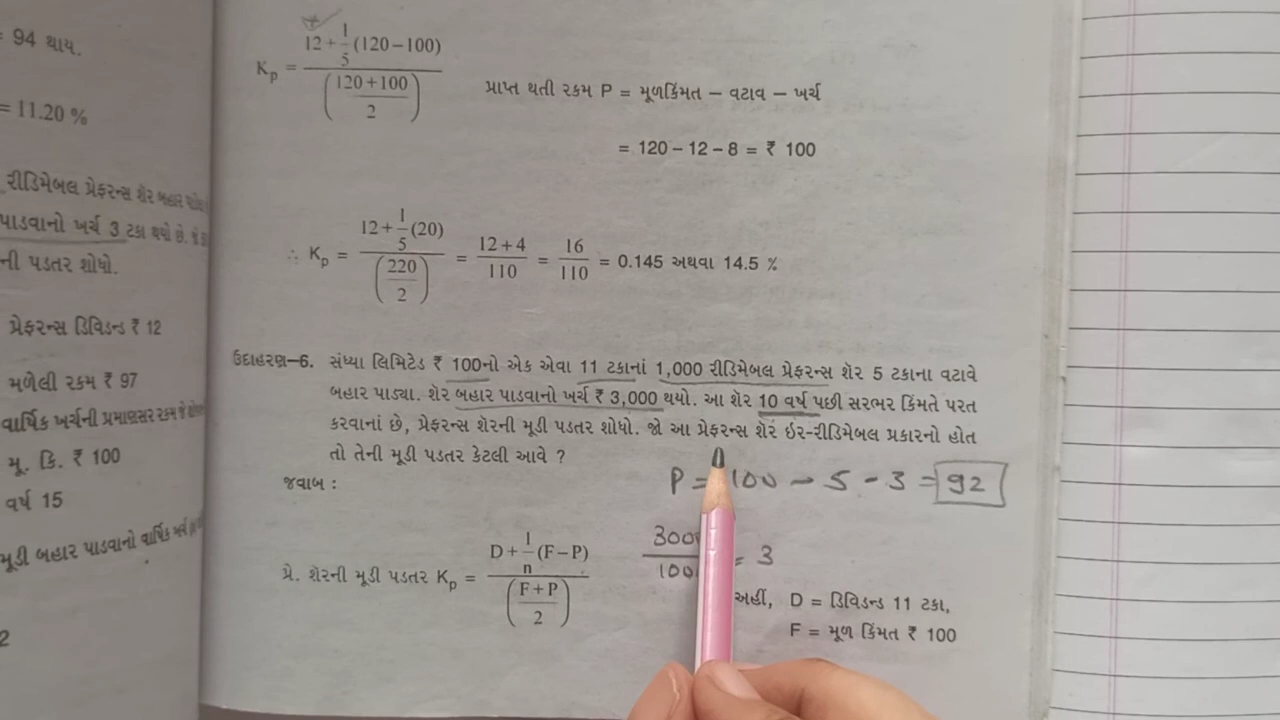 = 94 થાય.
= 11.20 %
રીડિમેબલ પ્રેફરન્સ શૅર બહાર
પાડવાનો ખર્ચ 3 ટકા થયો છે.
ની પડતર શોધો.
પ્રેફરન્સ ડિવિડન્ડ ₹ 12
મળેલી રકમ ₹ 97
વાર્ષિક ખર્ચની પ્રમાણસર રકમ જે
મૂ. કિં. ₹ 100
વર્ષ 15
મૂડી બહાર પાડવાનો વાર્ષિક ખર્ચ
2
Kp = (12 + 1/5 (120 – 100)) / ((120 + 100)/2)
પ્રાપ્ત થતી રકમ P = મૂળકિંમત – વટાવ – ખર્ચ
= 120 – 12 – 8 = ₹ 100
∴ Kp = (12 + 1/5 (20)) / (220/2) = (12 + 4)/110 = 16/110 = 0.145 અથવા 14.5 %
ઉદાહરણ–6. સંધ્યા લિમિટેડ ₹ 100નો એક એવા 11 ટકાનાં 1,000 રીડિમેબલ પ્રેફરન્સ શૅર 5 ટકાના વટાવે
બહાર પાડ્યા. શૅર બહાર પાડવાનો ખર્ચ ₹ 3,000 થયો. આ શૅર 10 વર્ષ પછી સરભર કિંમતે પરત
કરવાનાં છે, પ્રેફરન્સ શૅરની મૂડી પડતર શોધો. જો આ પ્રેફરન્સ શૅર ઇર-રીડિમેબલ પ્રકારનો હોત
તો તેની મૂડી પડતર કેટલી આવે ?
P = 100 – 5 – 3 = 92
જવાબ :
પ્રે. શૅરની મૂડી પડતર Kp = (D + 1/n (F – P)) / ((F + P)/2)
= 3
અહીં, D = ડિવિડન્ડ 11 ટકા,
F = મૂળ કિંમત ₹ 100